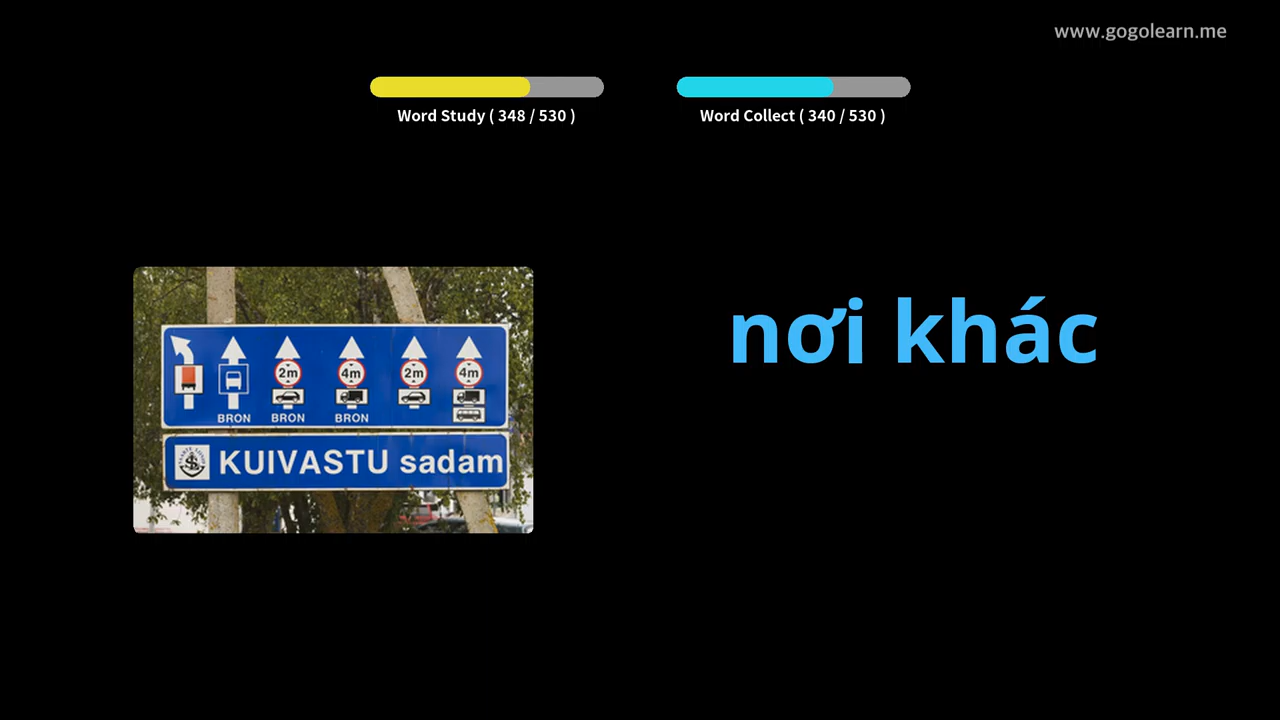 www.gogolearn.me
Word Study ( 348 / 530 )
Word Collect ( 340 / 530 )
nơi khác
2m 4m 2m 4m
BRON BRON BRON
KUIVASTU sadam